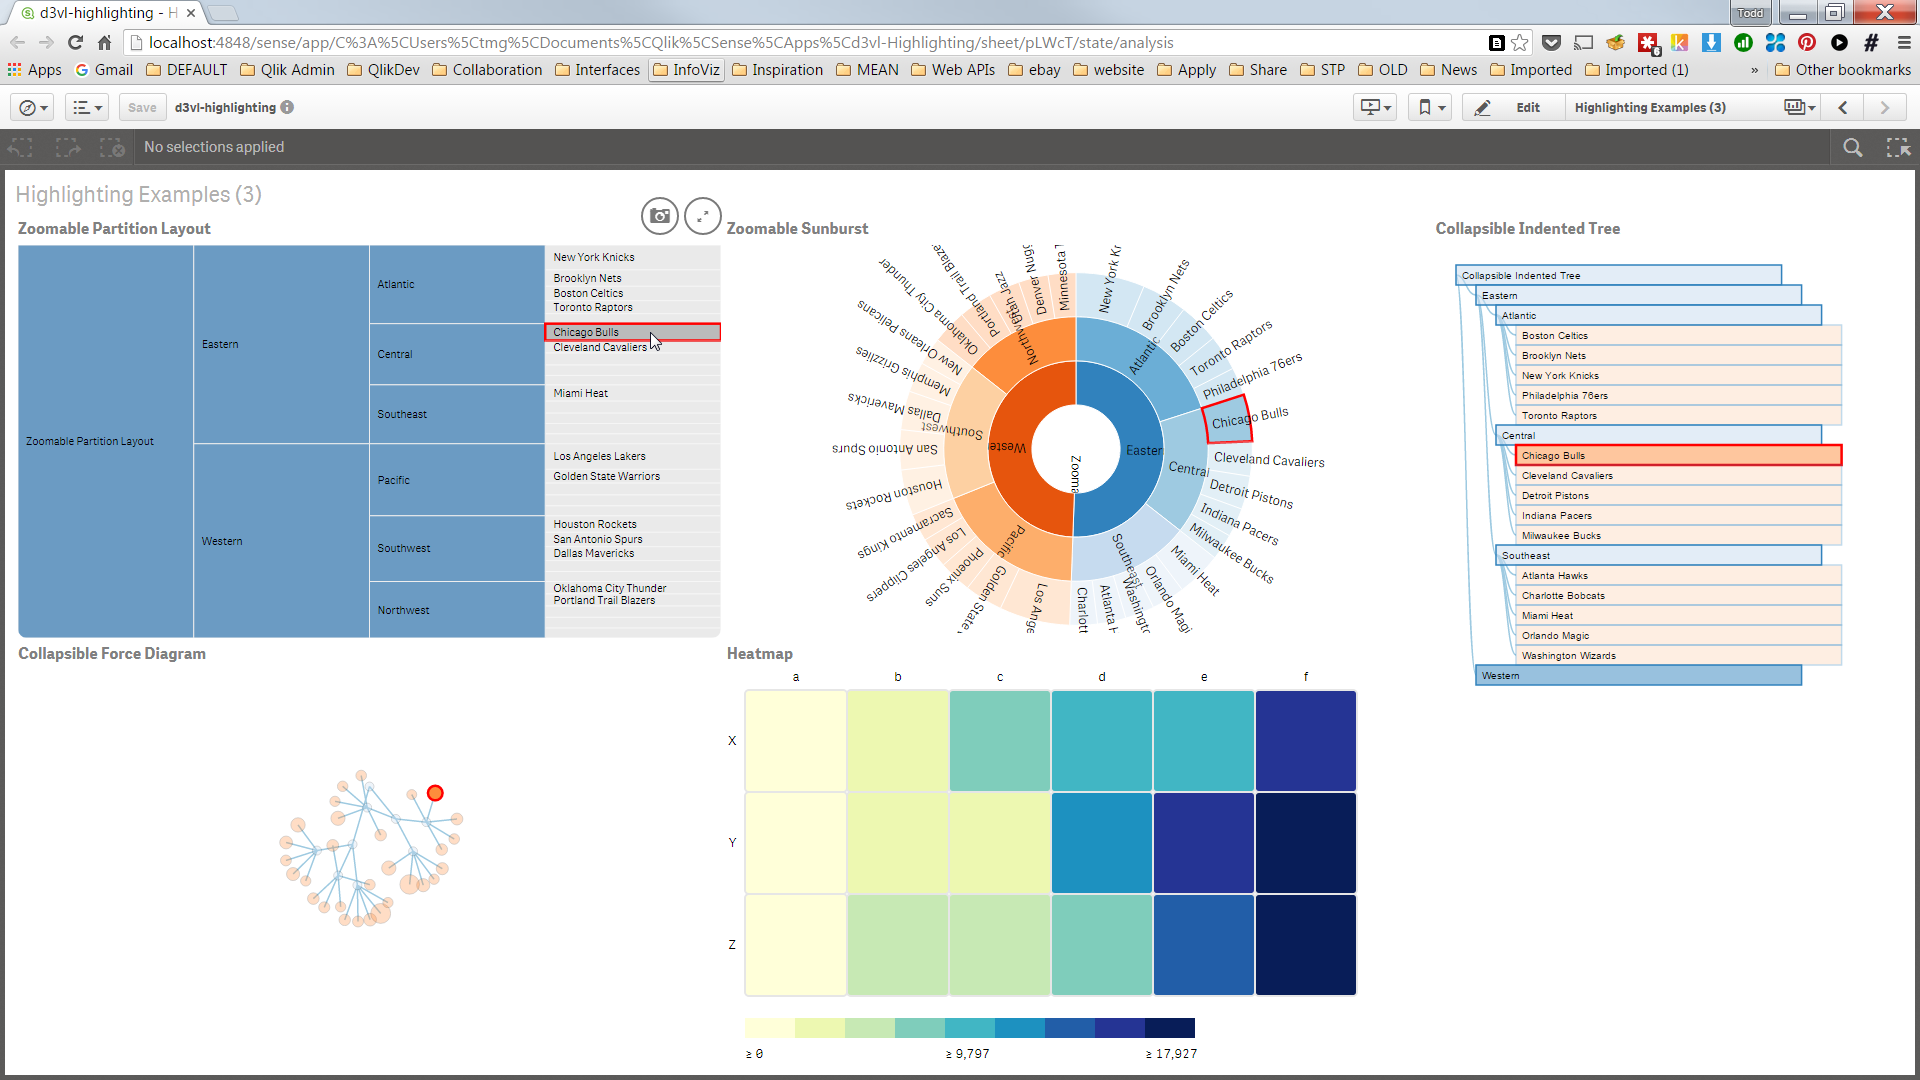 d3vl-highlighting - H
Todd
localhost:4848/sense/app/C%3A%5CUsers%5Ctmg%5CDocuments%5CQlik%5CSense%5CApps%5Cd3vl-Highlighting/sheet/pLWcT/state/analysis
Apps Gmail DEFAULT Qlik Admin QlikDev Collaboration Interfaces InfoViz Inspiration MEAN Web APIs ebay website Apply Share STP OLD News Imported Imported (1) » Other bookmarks
Save d3vl-highlighting Edit Highlighting Examples (3)
No selections applied
Highlighting Examples (3)
Zoomable Partition Layout
Zoomable Partition Layout
Eastern
Western
Atlantic
Central
Southeast
Pacific
Southwest
Northwest
New York Knicks
Brooklyn Nets
Boston Celtics
Toronto Raptors
Chicago Bulls
Cleveland Cavaliers
Miami Heat
Los Angeles Lakers
Golden State Warriors
Houston Rockets
San Antonio Spurs
Dallas Mavericks
Oklahoma City Thunder
Portland Trail Blazers
Zoomable Sunburst
Zooma
Easter
Wester
Atlantic
Central
Southeast
Pacific
Southwest
Northwest
New York Kr
Brooklyn Nets
Boston Celtics
Toronto Raptors
Philadelphia 76ers
Chicago Bulls
Cleveland Cavaliers
Detroit Pistons
Indiana Pacers
Milwaukee Bucks
Miami Heat
Orlando Magi
Washingto
Atlanta H
Charlott
Los Ange
Golden State
Phoenix Suns
Los Angeles Clippers
Sacramento Kings
Houston Rockets
San Antonio Spurs
Dallas Mavericks
Memphis Grizzlies
New Orleans Pelicans
Oklahoma City Thunder
Portland Trail Blaze
Utah Jazz
Denver Nugg
Minnesota T
Collapsible Indented Tree
Collapsible Indented Tree
Eastern
Atlantic
Boston Celtics
Brooklyn Nets
New York Knicks
Philadelphia 76ers
Toronto Raptors
Central
Chicago Bulls
Cleveland Cavaliers
Detroit Pistons
Indiana Pacers
Milwaukee Bucks
Southeast
Atlanta Hawks
Charlotte Bobcats
Miami Heat
Orlando Magic
Washington Wizards
Western
Collapsible Force Diagram
Heatmap
a b c d e f
X
Y
Z
≥ 0 ≥ 9,797 ≥ 17,927